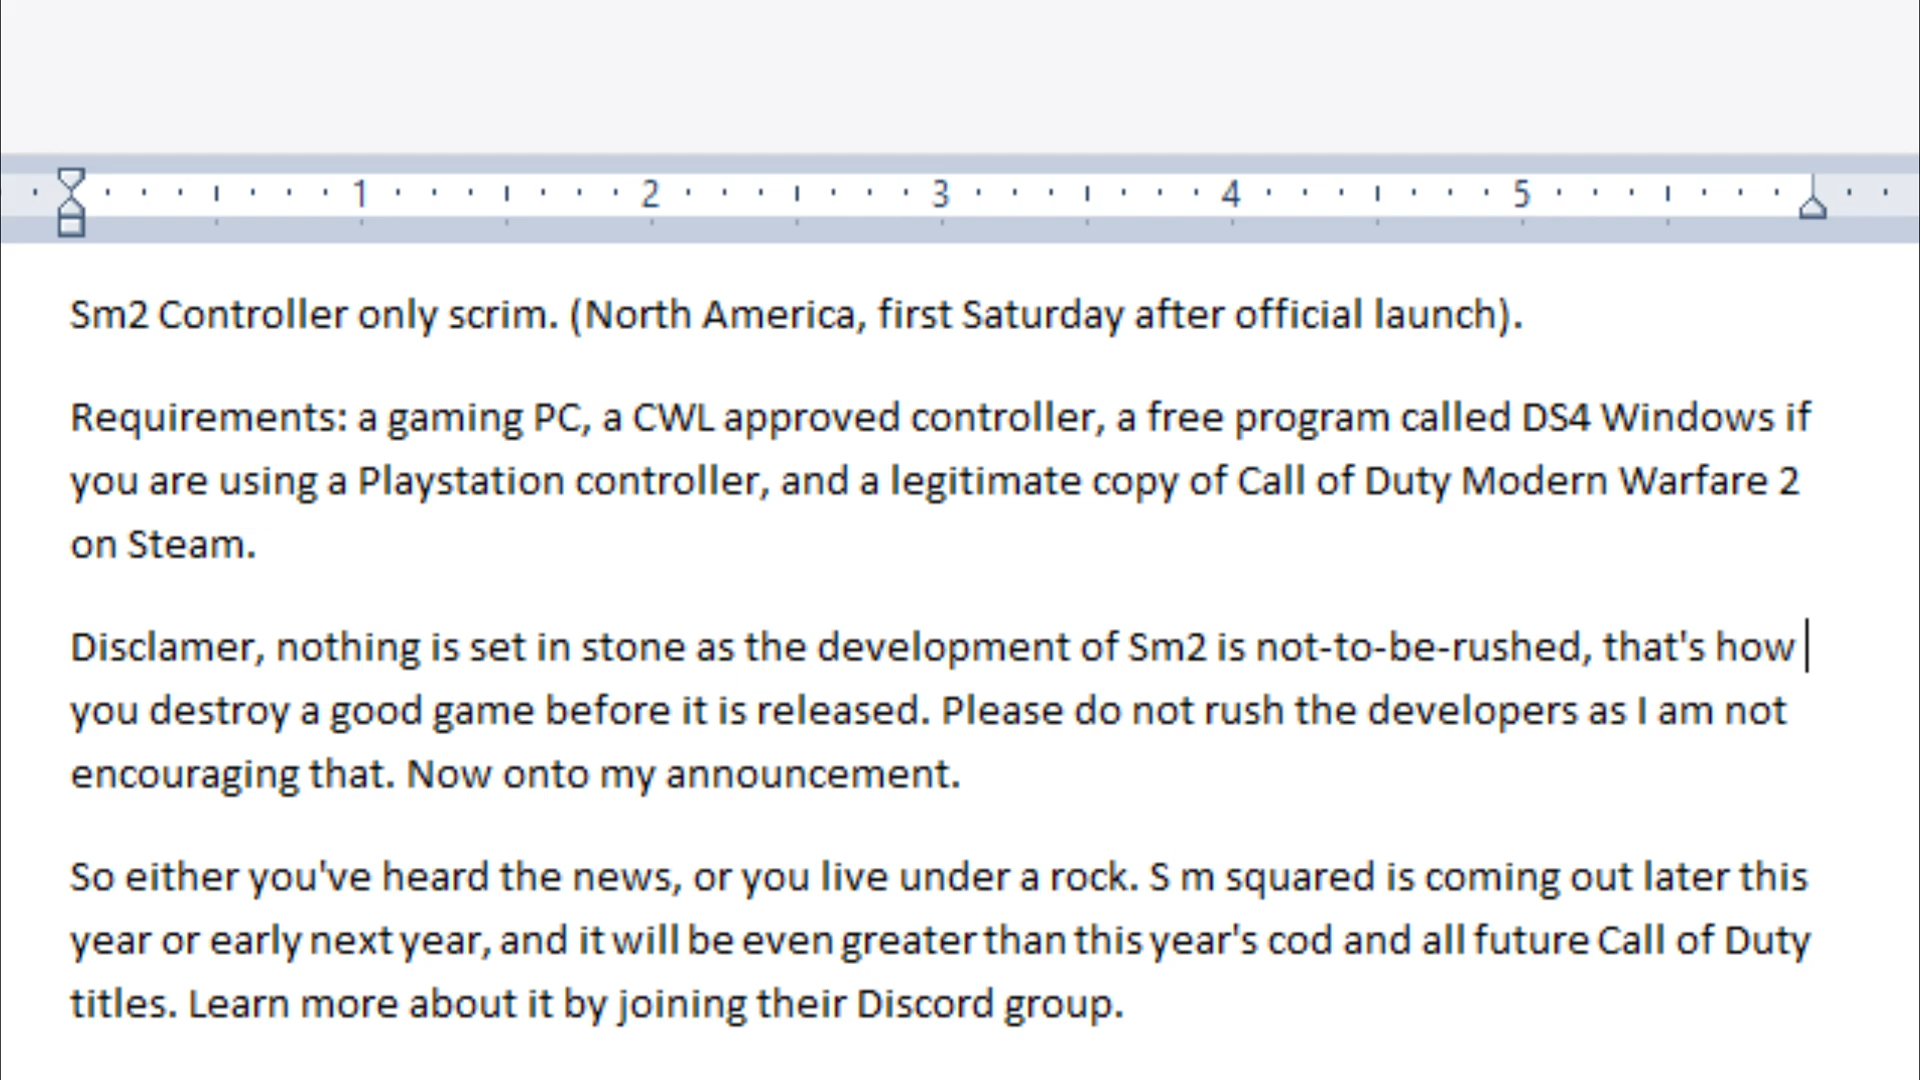 1 2 3 4 5
Sm2 Controller only scrim. (North America, first Saturday after official launch).
Requirements: a gaming PC, a CWL approved controller, a free program called DS4 Windows if
you are using a Playstation controller, and a legitimate copy of Call of Duty Modern Warfare 2
on Steam.
Disclamer, nothing is set in stone as the development of Sm2 is not-to-be-rushed, that's how
you destroy a good game before it is released. Please do not rush the developers as I am not
encouraging that. Now onto my announcement.
So either you've heard the news, or you live under a rock. S m squared is coming out later this
year or early next year, and it will be even greater than this year's cod and all future Call of Duty
titles. Learn more about it by joining their Discord group.